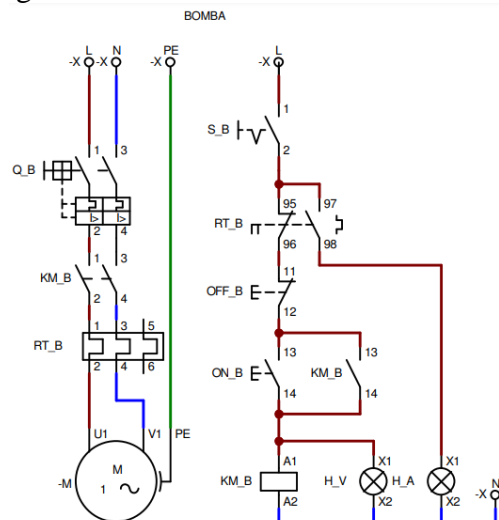 BOMBA
L N PE
-X -X -X
L
-X
1
S_B
2
1 3
Q_B
I> I>
2 4
95 97
RT_B
96 98
1 3
KM_B
2 4
11
OFF_B
12
1 3 5
RT_B
2 4 6
13 13
ON_B KM_B
14 14
U1 V1 PE
M
-M
1
A1 X1 X1
KM_B H_V H_A
A2 X2 X2
N
-X